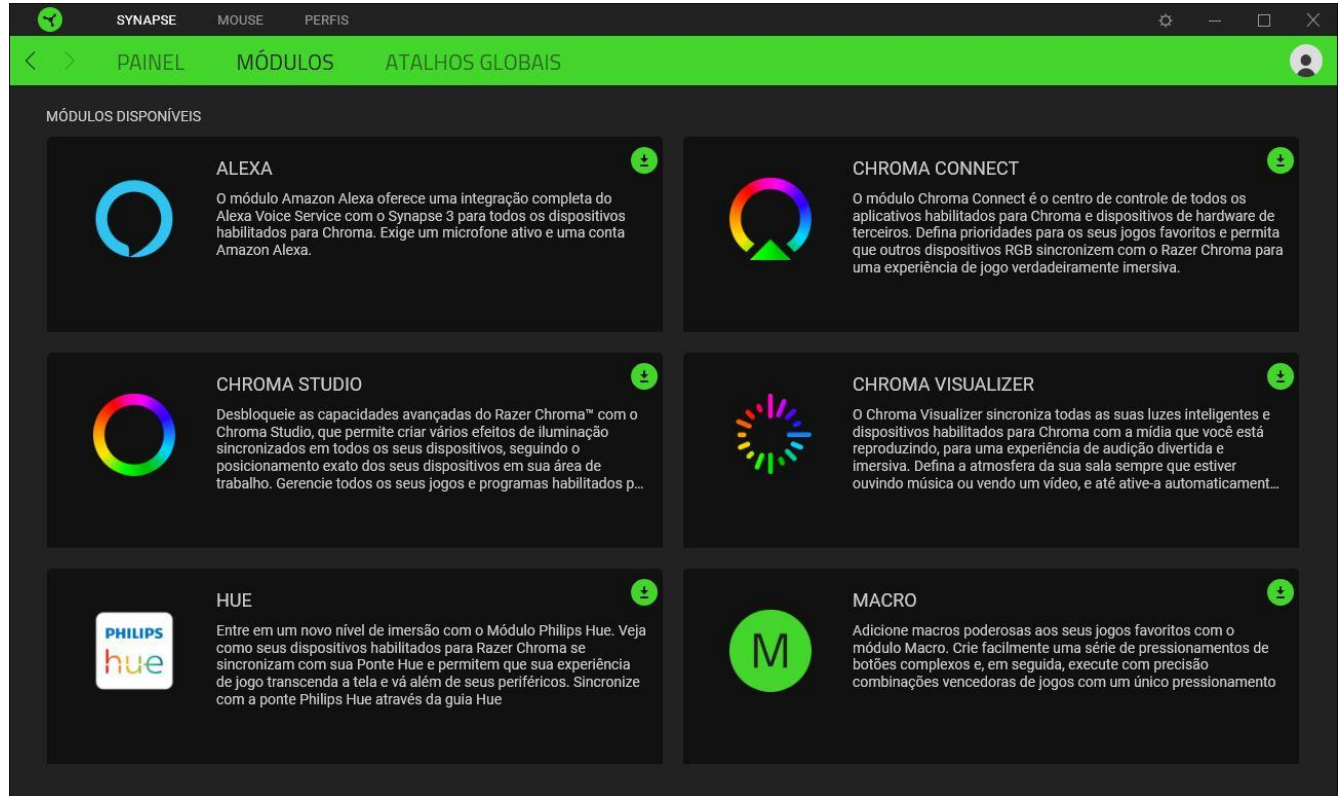 SYNAPSE MOUSE PERFIS
PAINEL MÓDULOS ATALHOS GLOBAIS
MÓDULOS DISPONÍVEIS
ALEXA
O módulo Amazon Alexa oferece uma integração completa do
Alexa Voice Service com o Synapse 3 para todos os dispositivos
habilitados para Chroma. Exige um microfone ativo e uma conta
Amazon Alexa.
CHROMA CONNECT
O módulo Chroma Connect é o centro de controle de todos os
aplicativos habilitados para Chroma e dispositivos de hardware de
terceiros. Defina prioridades para os seus jogos favoritos e permita
que outros dispositivos RGB sincronizem com o Razer Chroma para
uma experiência de jogo verdadeiramente imersiva.
CHROMA STUDIO
Desbloqueie as capacidades avançadas do Razer Chroma™ com o
Chroma Studio, que permite criar vários efeitos de iluminação
sincronizados em todos os seus dispositivos, seguindo o
posicionamento exato dos seus dispositivos em sua área de
trabalho. Gerencie todos os seus jogos e programas habilitados p...
CHROMA VISUALIZER
O Chroma Visualizer sincroniza todas as suas luzes inteligentes e
dispositivos habilitados para Chroma com a mídia que você está
reproduzindo, para uma experiência de audição divertida e
imersiva. Defina a atmosfera da sua sala sempre que estiver
ouvindo música ou vendo um vídeo, e até ative-a automaticament...
PHILIPS
hue
HUE
Entre em um novo nível de imersão com o Módulo Philips Hue. Veja
como seus dispositivos habilitados para Razer Chroma se
sincronizam com sua Ponte Hue e permitem que sua experiência
de jogo transcenda a tela e vá além de seus periféricos. Sincronize
com a ponte Philips Hue através da guia Hue
M
MACRO
Adicione macros poderosas aos seus jogos favoritos com o
módulo Macro. Crie facilmente uma série de pressionamentos de
botões complexos e, em seguida, execute com precisão
combinações vencedoras de jogos com um único pressionamento